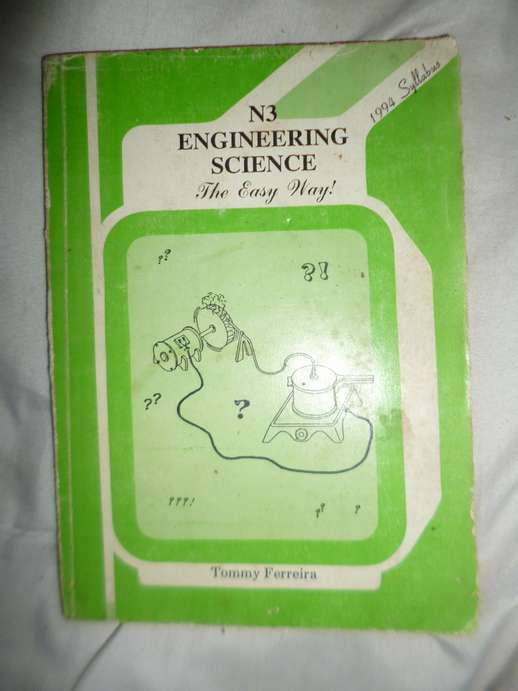 1994 Syllabus
N3
ENGINEERING
SCIENCE
The Easy Way!
??
?!
??
?
???!
??
?
Tommy Ferreira